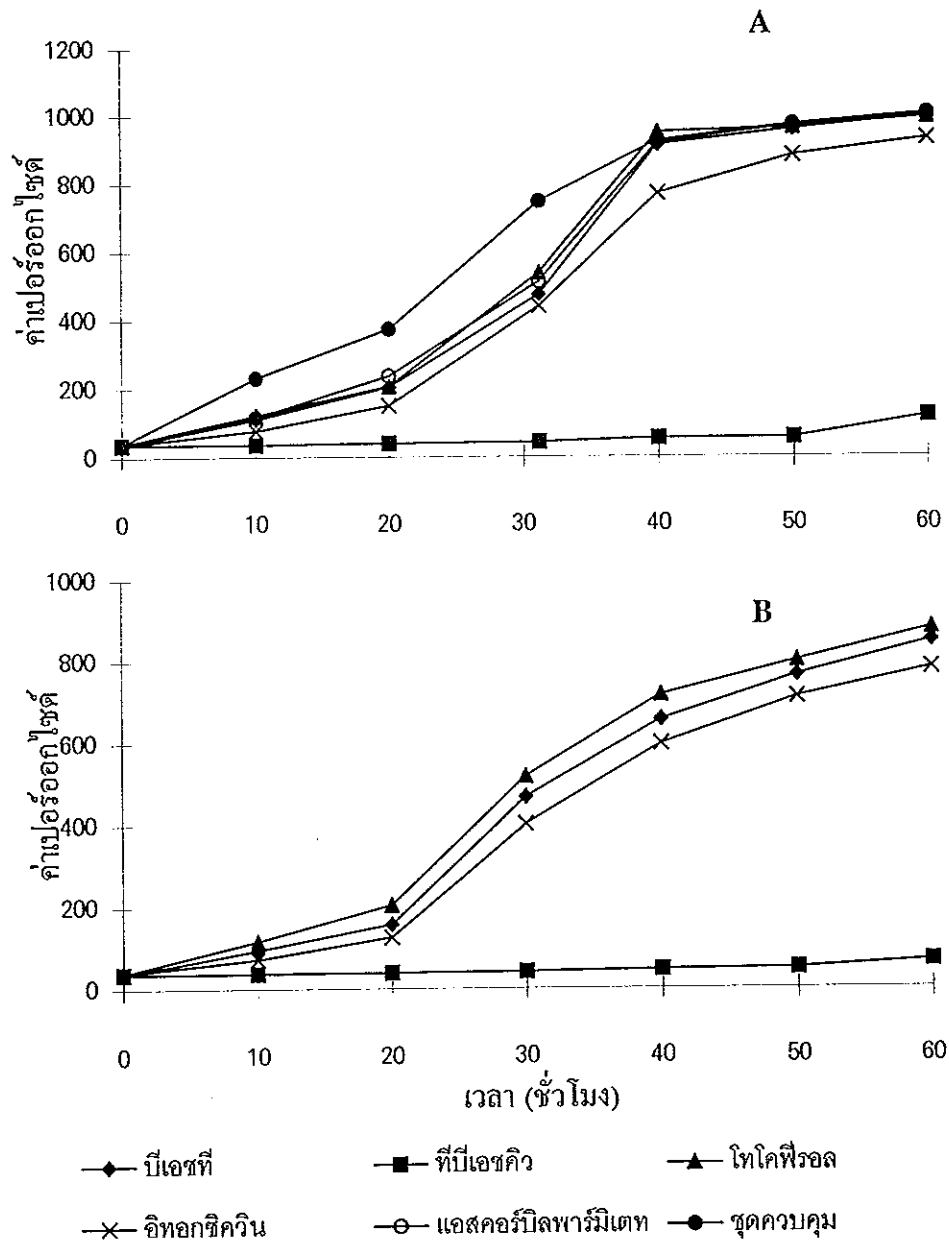 A
1200
1000
800
600
400
200
0
ค่าเปอร์ออกไซด์
0 10 20 30 40 50 60
B
1000
800
600
400
200
0
ค่าเปอร์ออกไซด์
0 10 20 30 40 50 60
เวลา (ชั่วโมง)
บีเอชที ทีบีเอชคิว โทโคฟีรอล
อิทอกซิควิน แอสคอร์บิลพาร์มิเตท ชุดควบคุม